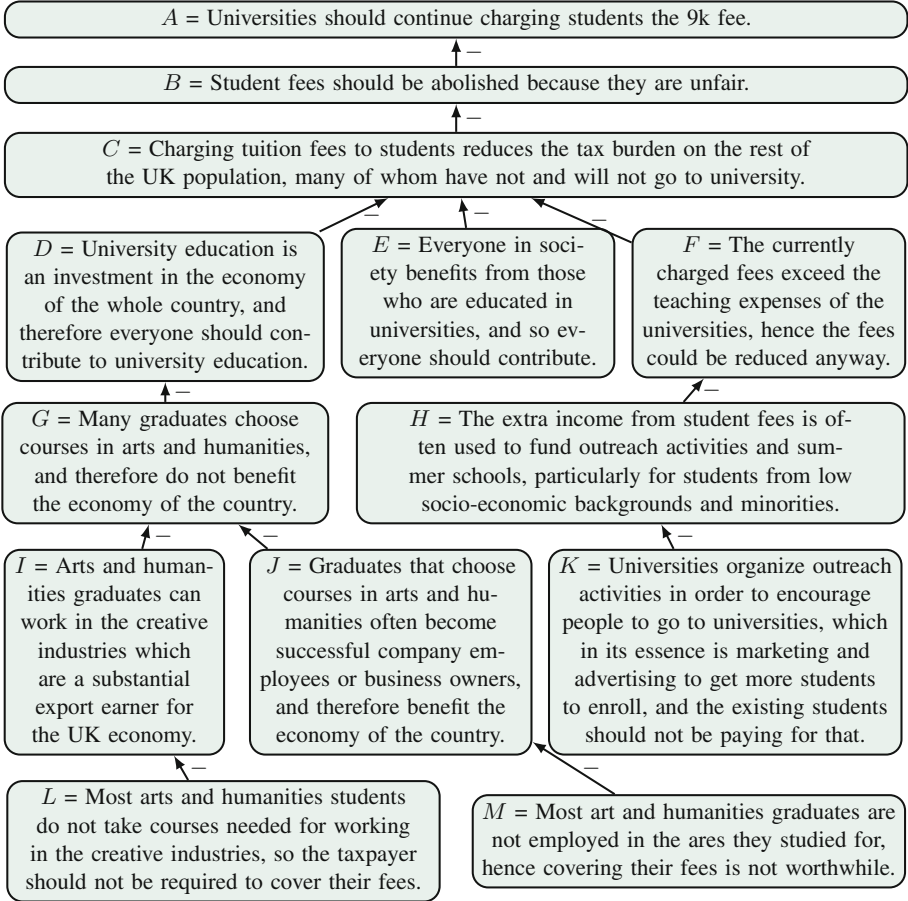 A = Universities should continue charging students the 9k fee.
–
B = Student fees should be abolished because they are unfair.
–
C = Charging tuition fees to students reduces the tax burden on the rest of
the UK population, many of whom have not and will not go to university.
–
–
–
D = University education is
an investment in the economy
of the whole country, and
therefore everyone should con-
tribute to university education.
E = Everyone in soci-
ety benefits from those
who are educated in
universities, and so ev-
eryone should contribute.
F = The currently
charged fees exceed the
teaching expenses of the
universities, hence the fees
could be reduced anyway.
–
–
G = Many graduates choose
courses in arts and humanities,
and therefore do not benefit
the economy of the country.
H = The extra income from student fees is of-
ten used to fund outreach activities and sum-
mer schools, particularly for students from low
socio-economic backgrounds and minorities.
–
–
–
I = Arts and human-
ities graduates can
work in the creative
industries which
are a substantial
export earner for
the UK economy.
J = Graduates that choose
courses in arts and hu-
manities often become
successful company em-
ployees or business owners,
and therefore benefit the
economy of the country.
K = Universities organize outreach
activities in order to encourage
people to go to universities, which
in its essence is marketing and
advertising to get more students
to enroll, and the existing students
should not be paying for that.
–
–
L = Most arts and humanities students
do not take courses needed for working
in the creative industries, so the taxpayer
should not be required to cover their fees.
M = Most art and humanities graduates are
not employed in the ares they studied for,
hence covering their fees is not worthwhile.